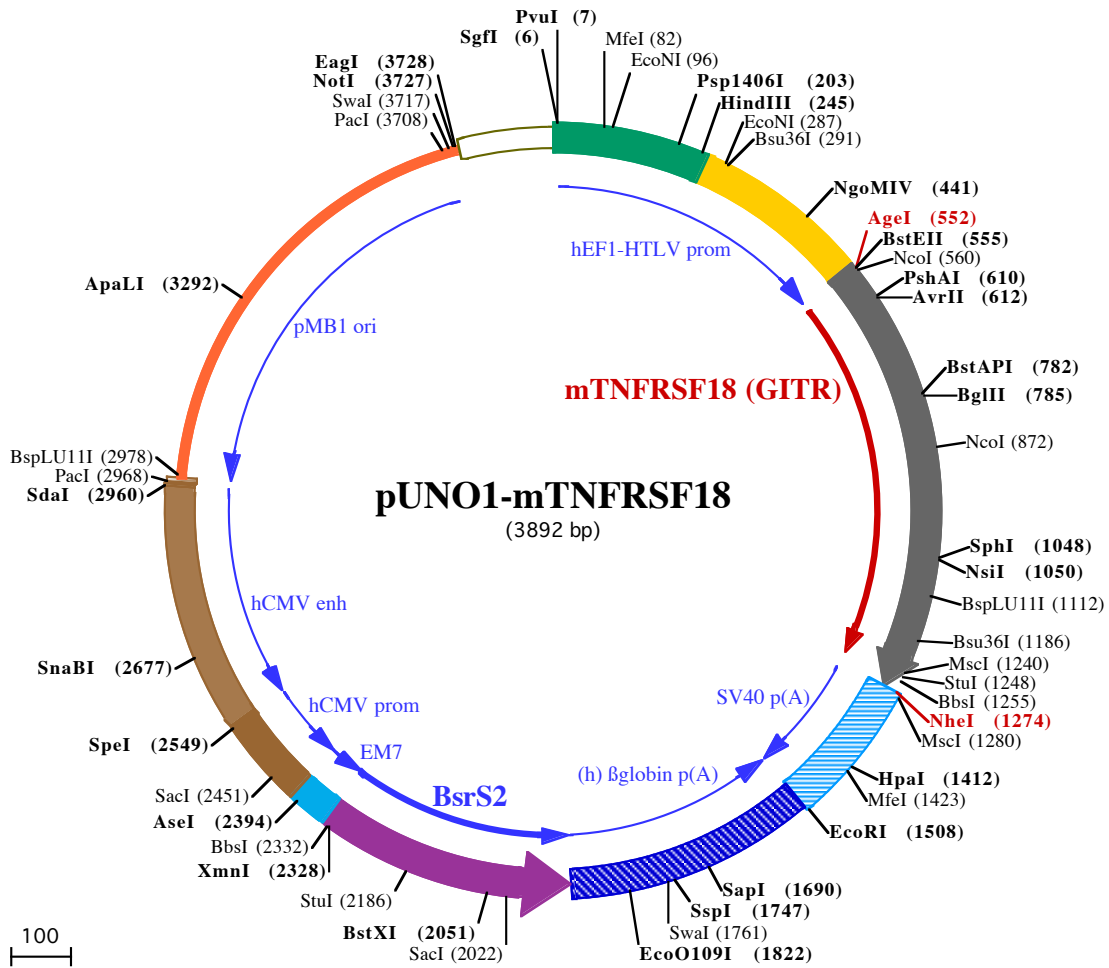 PvuI (7)
SgfI (6)
MfeI (82)
EcoNI (96)
Psp1406I (203)
HindIII (245)
EcoNI (287)
Bsu36I (291)
NgoMIV (441)
AgeI (552)
BstEII (555)
NcoI (560)
PshAI (610)
AvrII (612)
BstAPI (782)
BglII (785)
NcoI (872)
SphI (1048)
NsiI (1050)
BspLU11I (1112)
Bsu36I (1186)
MscI (1240)
StuI (1248)
BbsI (1255)
NheI (1274)
MscI (1280)
HpaI (1412)
MfeI (1423)
EcoRI (1508)
SapI (1690)
SspI (1747)
SwaI (1761)
EcoO109I (1822)
SacI (2022)
BstXI (2051)
StuI (2186)
XmnI (2328)
BbsI (2332)
AseI (2394)
SacI (2451)
SpeI (2549)
SnaBI (2677)
SdaI (2960)
PacI (2968)
BspLU11I (2978)
ApaLI (3292)
PacI (3708)
SwaI (3717)
NotI (3727)
EagI (3728)
hEF1-HTLV prom
mTNFRSF18 (GITR)
SV40 p(A)
(h) ßglobin p(A)
BsrS2
EM7
hCMV prom
hCMV enh
pMB1 ori
pUNO1-mTNFRSF18
(3892 bp)
100